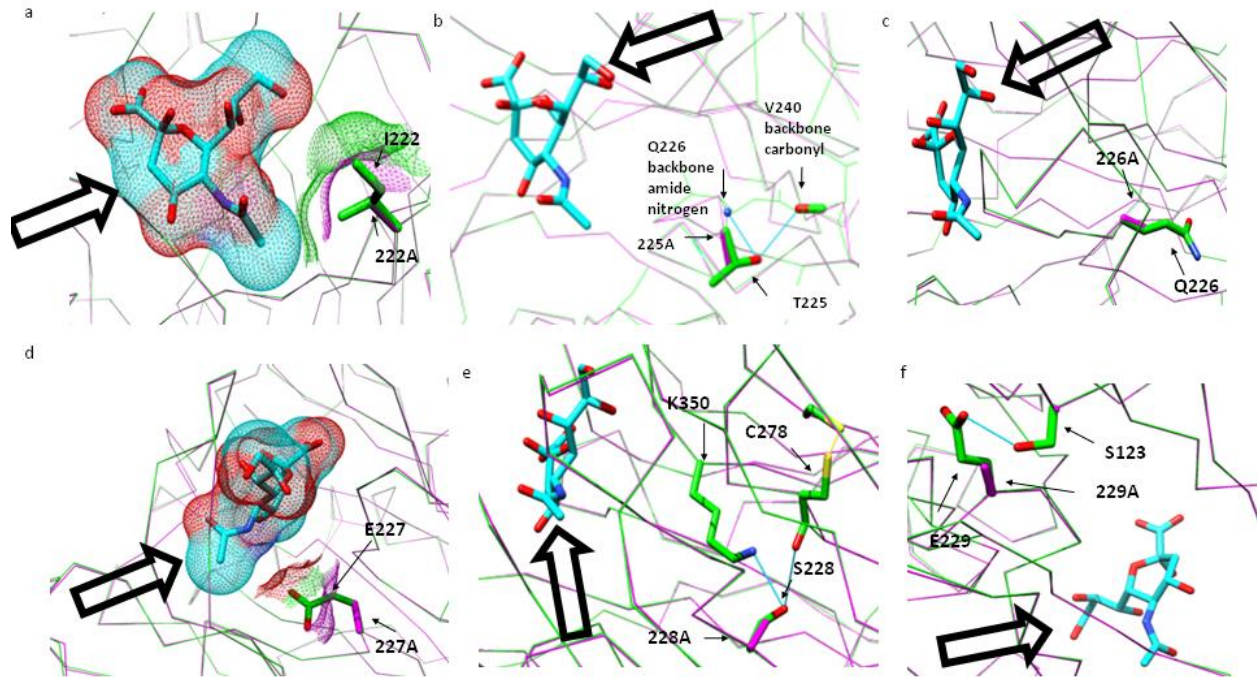 a
I222
222A
b
V240
backbone
carbonyl
Q226
backbone
amide
nitrogen
225A
T225
c
226A
Q226
d
E227
227A
e
K350
C278
S228
228A
f
S123
229A
E229